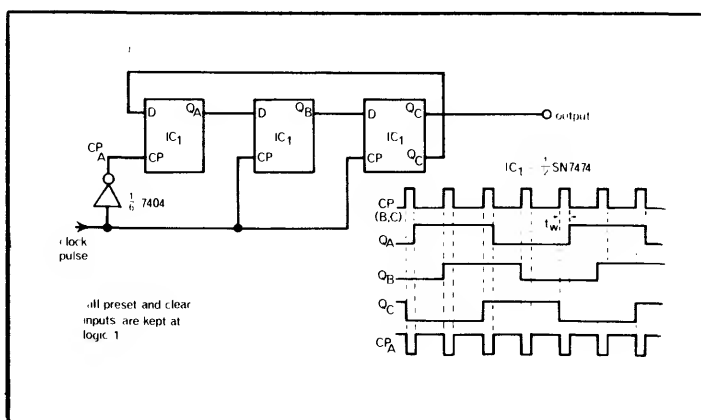 D QA D QB D QC output
IC1 IC1 IC1
CP CP CP QC
CPA
1/6 7404
clock
pulse
IC1 = 1/2 SN7474
CP
(B,C)
tw
QA
QB
QC
CPA
all preset and clear
inputs are kept at
logic 1